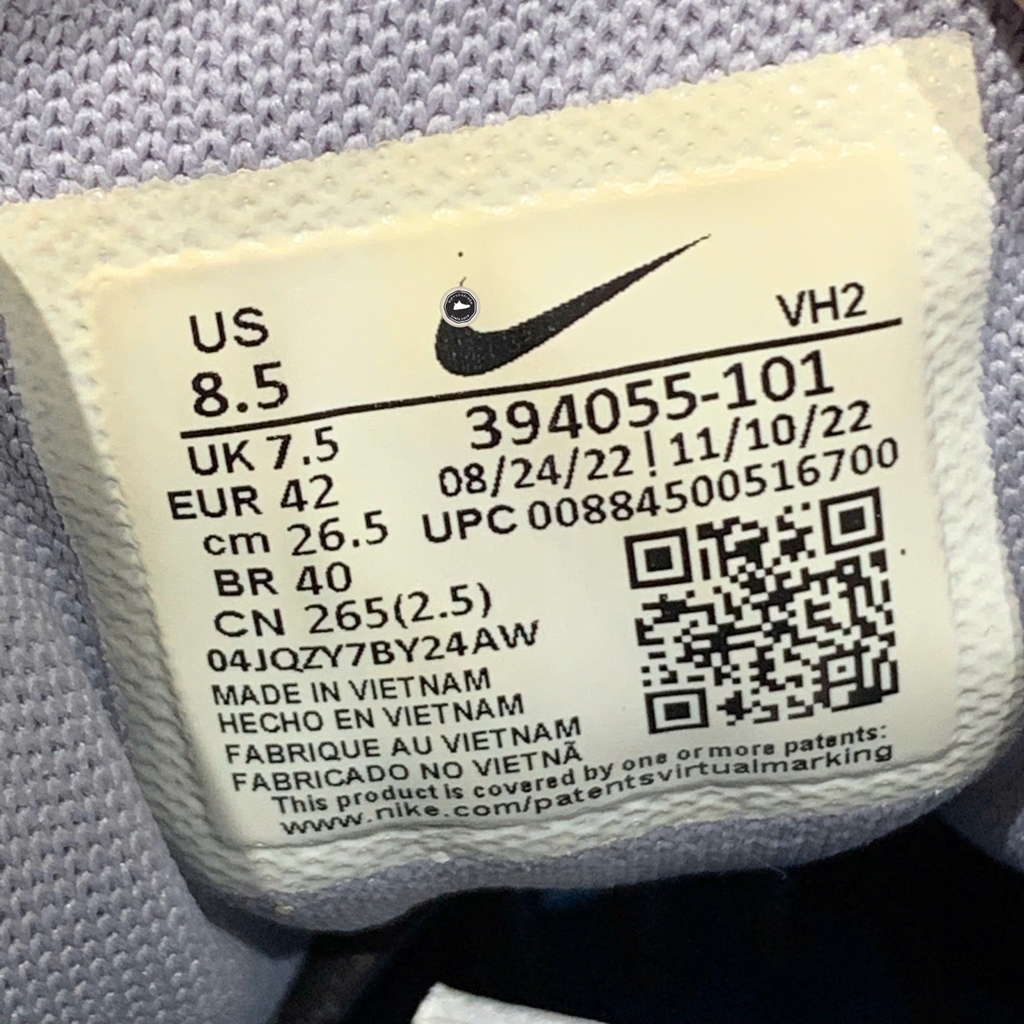 US
8.5
VH2
UK 7.5
394055-101
EUR 42
08/24/22 ! 11/10/22
cm 26.5
UPC 00884500516700
BR 40
CN 265(2.5)
04JQZY7BY24AW
MADE IN VIETNAM
HECHO EN VIETNAM
FABRIQUE AU VIETNAM
FABRICADO NO VIETNÃ
This product is covered by one or more patents:
www.nike.com/patentsvirtualmarking